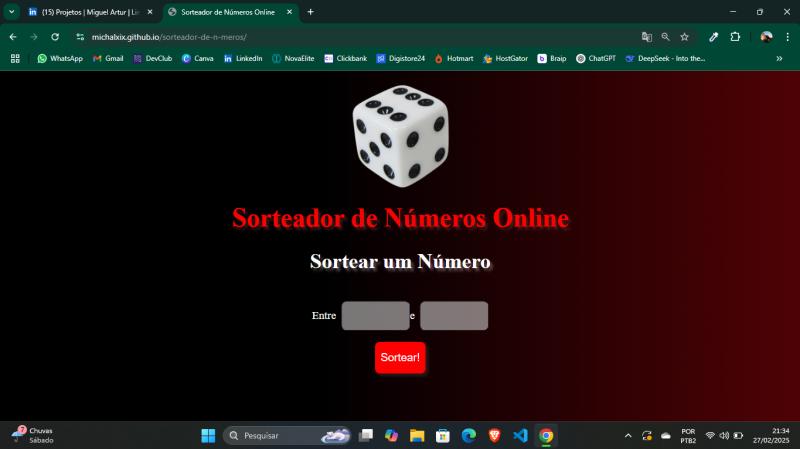 (15) Projetos | Miguel Artur | Lin
Sorteador de Números Online
michalxix.github.io/sorteador-de-n-meros/
WhatsApp
Gmail
DevClub
Canva
LinkedIn
NovaElite
Clickbank
Digistore24
Hotmart
HostGator
Braip
ChatGPT
DeepSeek - Into the...
Sorteador de Números Online
Sortear um Número
Entre e
Sortear!
7
Chuvas
Sábado
Pesquisar
POR
PTB2
21:34
27/02/2025